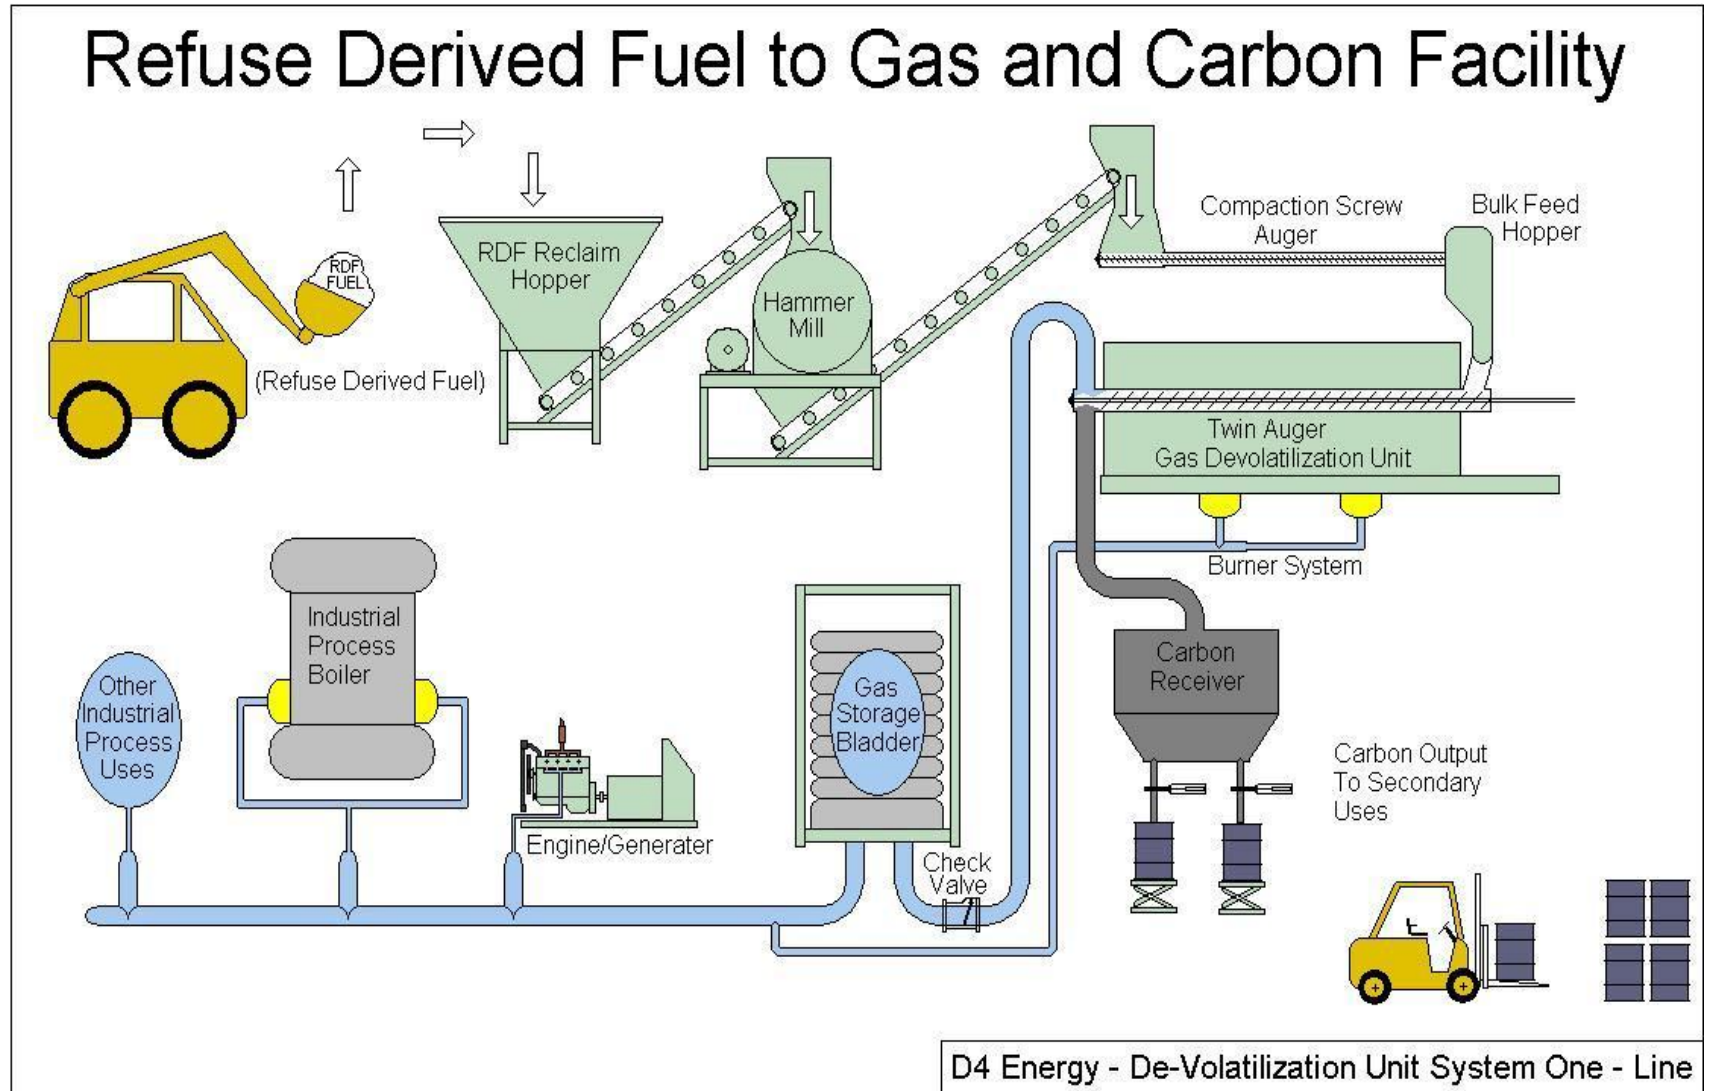 Refuse Derived Fuel to Gas and Carbon Facility
RDF
FUEL
(Refuse Derived Fuel)
RDF Reclaim
Hopper
Hammer
Mill
Compaction Screw
Auger
Bulk Feed
Hopper
Twin Auger
Gas Devolatilization Unit
Burner System
Other
Industrial
Process
Uses
Industrial
Process
Boiler
Engine/Generater
Gas
Storage
Bladder
Check
Valve
Carbon
Receiver
Carbon Output
To Secondary
Uses
D4 Energy - De-Volatilization Unit System One - Line